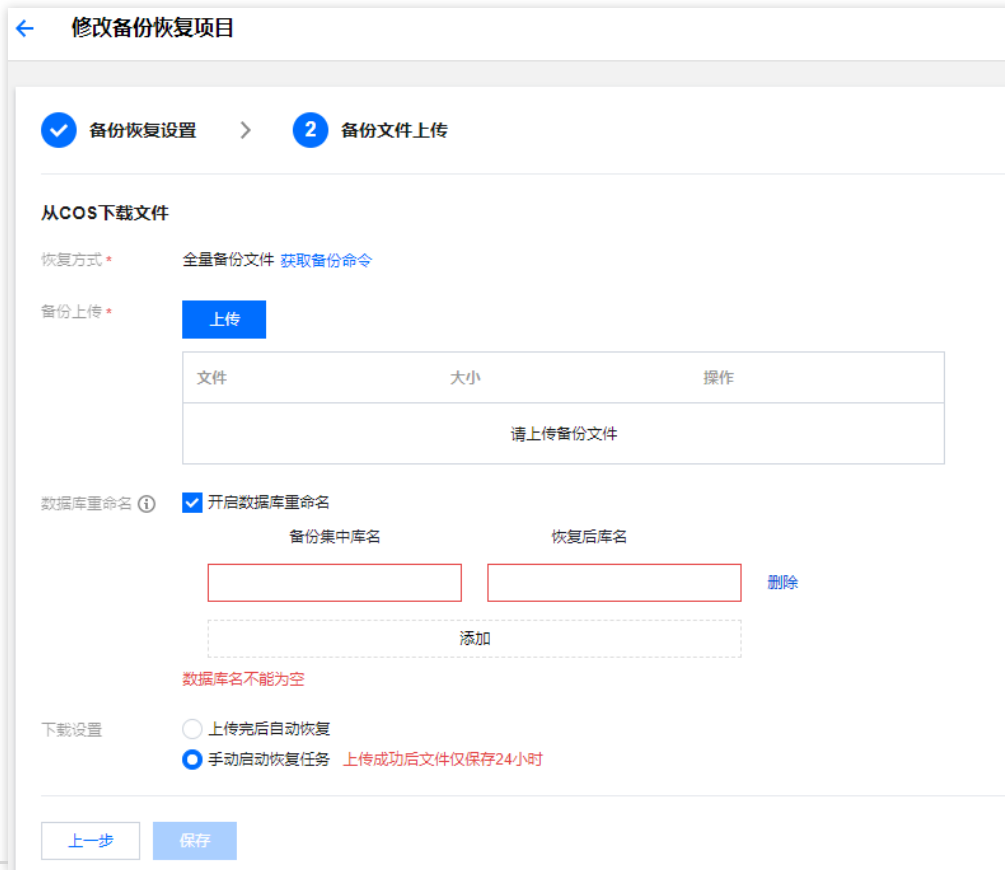 修改备份恢复项目
备份恢复设置 2 备份文件上传
从COS下载文件
恢复方式 * 全量备份文件 获取备份命令
备份上传 * 上传
文件 大小 操作
请上传备份文件
数据库重命名 开启数据库重命名
备份集中库名 恢复后库名
删除
添加
数据库名不能为空
下载设置 上传完后自动恢复
手动启动恢复任务 上传成功后文件仅保存24小时
上一步 保存